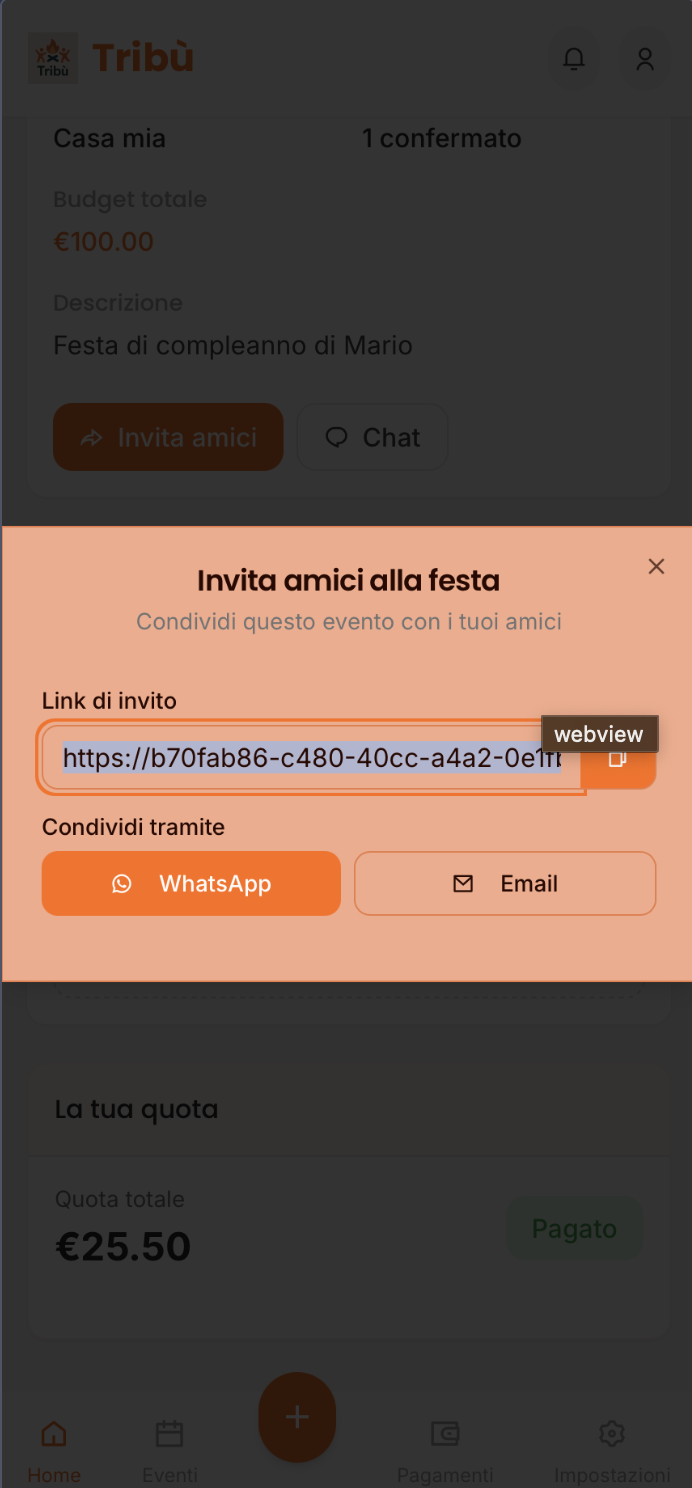 Tribù
Tribù
Casa mia
1 confermato
Budget totale
€100.00
Descrizione
Festa di compleanno di Mario
Invita amici
Chat
Invita amici alla festa
Condividi questo evento con i tuoi amici
Link di invito
webview
https://b70fab86-c480-40cc-a4a2-0e1f
Condividi tramite
WhatsApp
Email
La tua quota
Quota totale
€25.50
Pagato
Home
Eventi
Pagamenti
Impostazioni